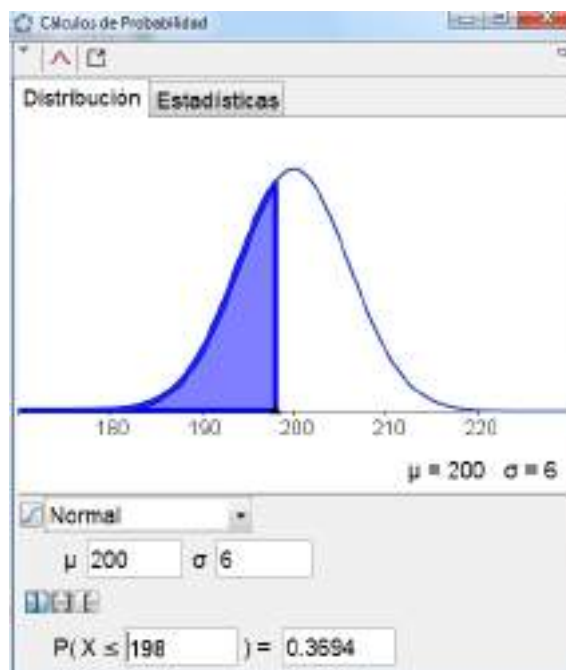 Cálculos de Probabilidad
Distribución Estadísticas
180 190 200 210 220
μ = 200 σ = 6
Normal
μ 200 σ 6
P( X ≤ 198 ) = 0.3694